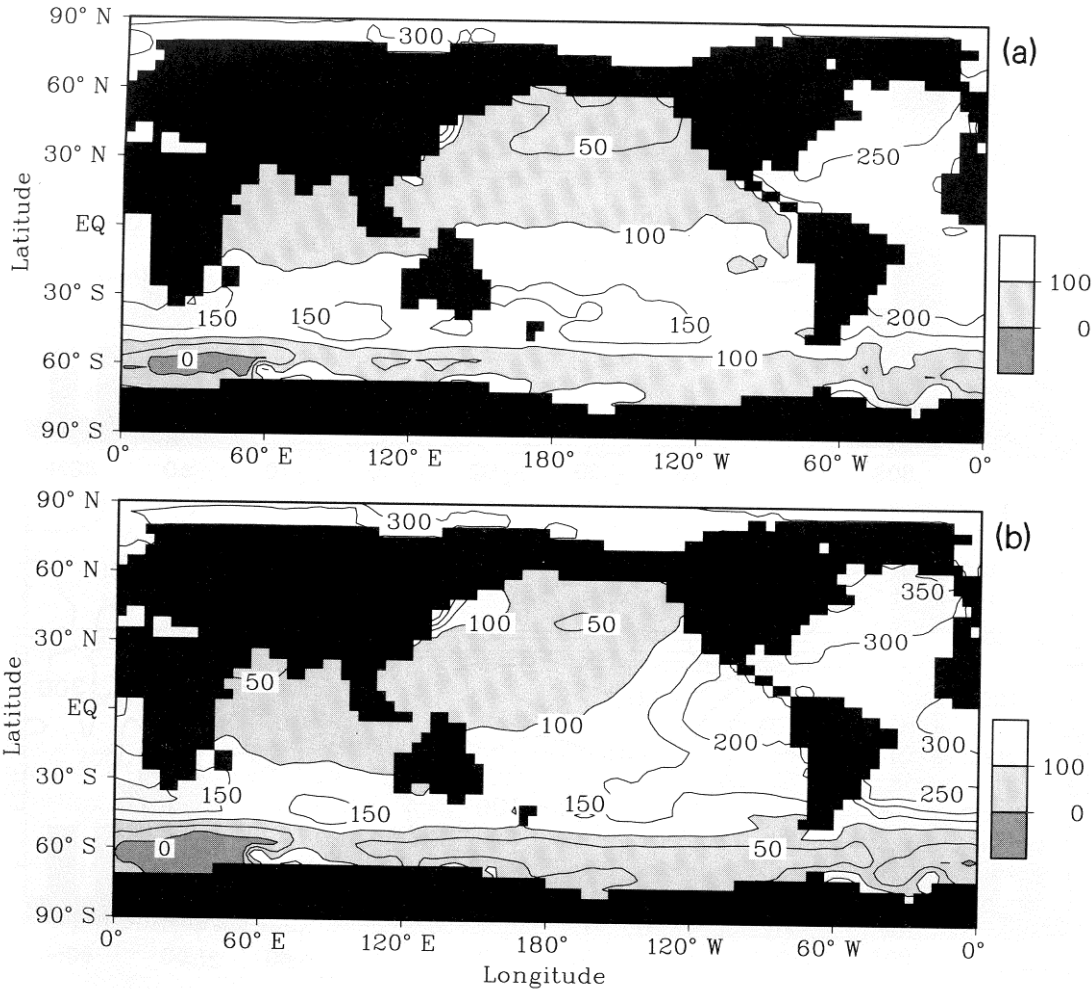 90° N
300
(a)
60° N
50
250
30° N
Latitude
EQ
100
100
30° S
150
150
150
200
0
60° S
0
100
90° S
0°
60° E
120° E
180°
120° W
60° W
0°
90° N
300
(b)
60° N
350
100
50
300
30° N
50
Latitude
EQ
100
200
300
100
30° S
150
150
150
250
0
60° S
0
50
90° S
0°
60° E
120° E
180°
120° W
60° W
0°
Longitude